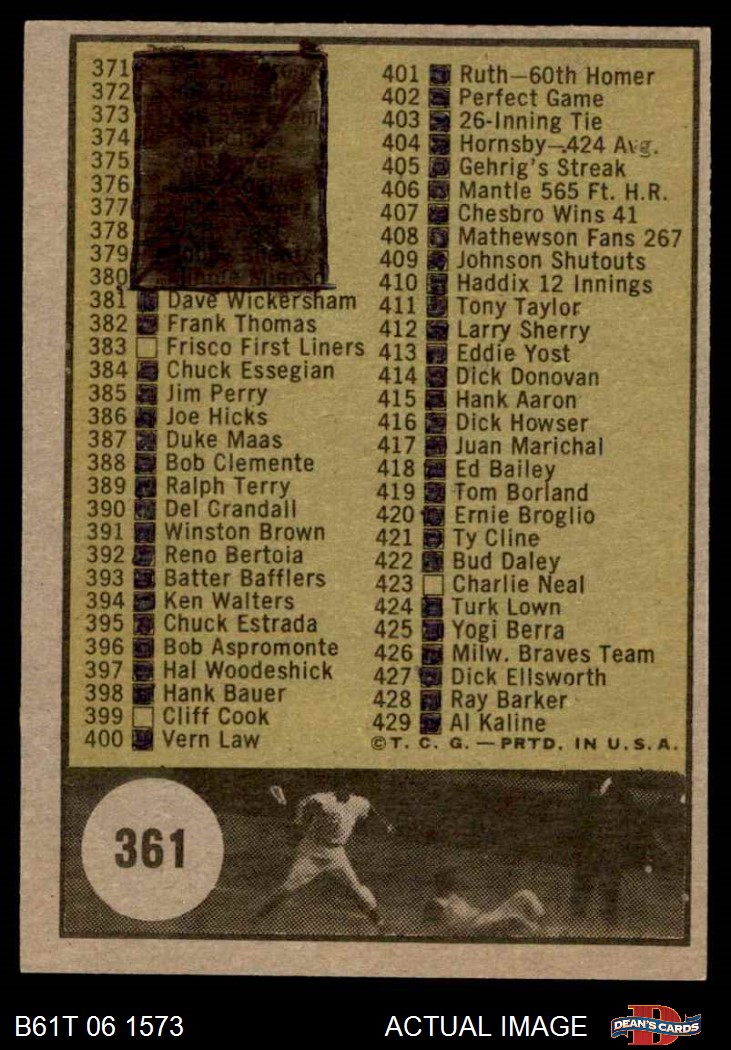 371
372
373
374
375
376
377
378
379
380
381 Dave Wickersham
382 Frank Thomas
383 Frisco First Liners
384 Chuck Essegian
385 Jim Perry
386 Joe Hicks
387 Duke Maas
388 Bob Clemente
389 Ralph Terry
390 Del Crandall
391 Winston Brown
392 Reno Bertoia
393 Batter Bafflers
394 Ken Walters
395 Chuck Estrada
396 Bob Aspromonte
397 Hal Woodeshick
398 Hank Bauer
399 Cliff Cook
400 Vern Law
401 Ruth—60th Homer
402 Perfect Game
403 26-Inning Tie
404 Hornsby—.424 Avg.
405 Gehrig's Streak
406 Mantle 565 Ft. H.R.
407 Chesbro Wins 41
408 Mathewson Fans 267
409 Johnson Shutouts
410 Haddix 12 Innings
411 Tony Taylor
412 Larry Sherry
413 Eddie Yost
414 Dick Donovan
415 Hank Aaron
416 Dick Howser
417 Juan Marichal
418 Ed Bailey
419 Tom Borland
420 Ernie Broglio
421 Ty Cline
422 Bud Daley
423 Charlie Neal
424 Turk Lown
425 Yogi Berra
426 Milw. Braves Team
427 Dick Ellsworth
428 Ray Barker
429 Al Kaline
©T. C. G. — PRTD. IN U.S.A.
361
B61T 06 1573 ACTUAL IMAGE DEAN'S CARDS